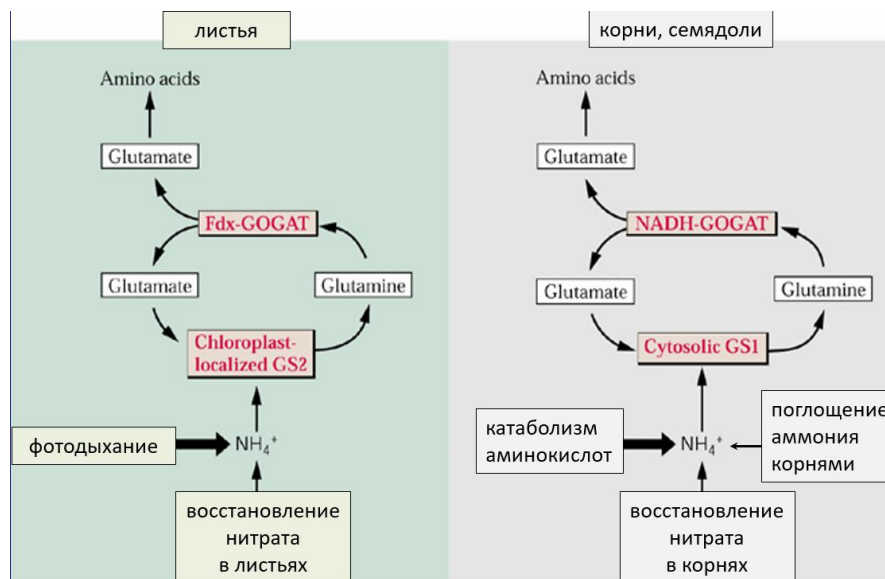 листья
Amino acids
Glutamate
Fdx-GOGAT
Glutamate
Glutamine
Chloroplast-
localized GS2
фотодыхание
NH₄⁺
восстановление
нитрата
в листьях
корни, семядоли
Amino acids
Glutamate
NADH-GOGAT
Glutamate
Glutamine
Cytosolic GS1
катаболизм
аминокислот
NH₄⁺
поглощение
аммония
корнями
восстановление
нитрата
в корнях